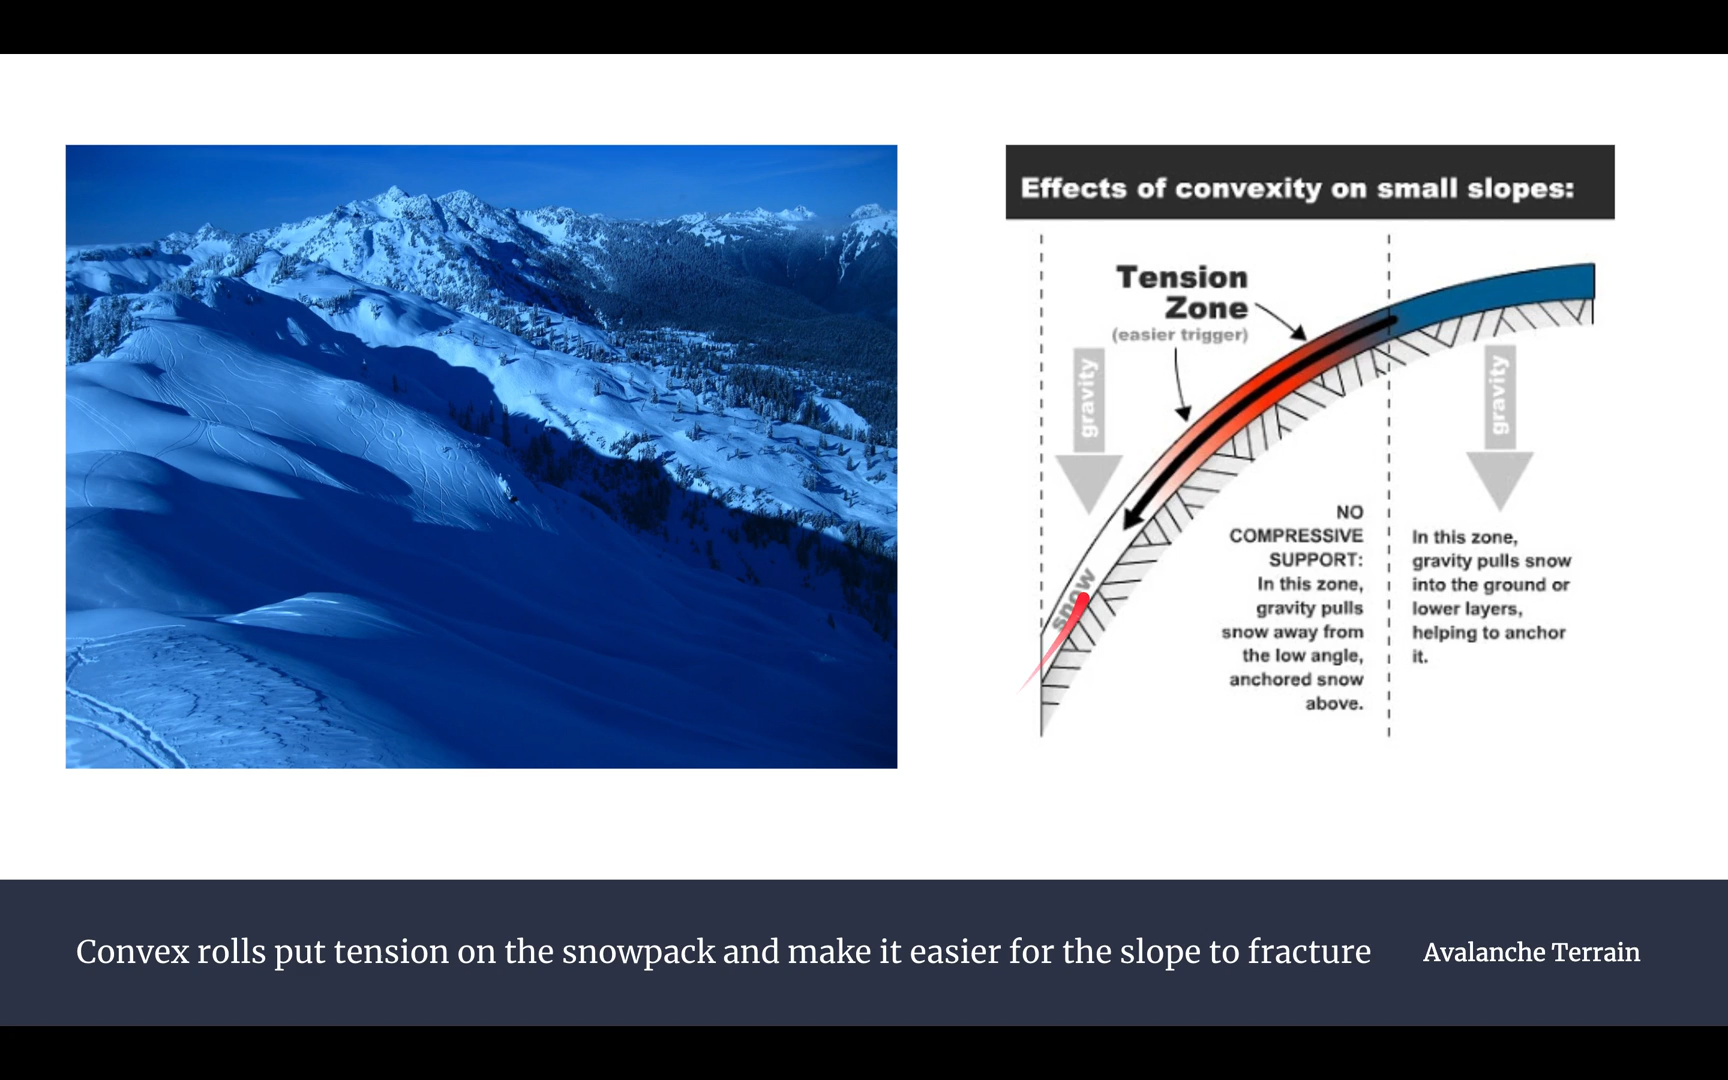 Effects of convexity on small slopes:
Tension
Zone
(easier trigger)
gravity
gravity
snow
NO
COMPRESSIVE
SUPPORT:
In this zone,
gravity pulls
snow away from
the low angle,
anchored snow
above.
In this zone,
gravity pulls snow
into the ground or
lower layers,
helping to anchor
it.
Convex rolls put tension on the snowpack and make it easier for the slope to fracture
Avalanche Terrain